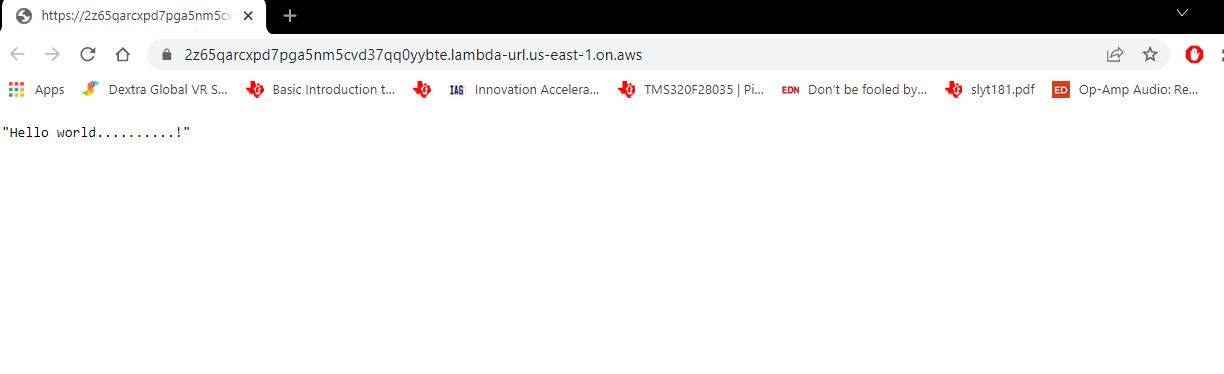 https://2z65qarcxpd7pga5nm5cv
2z65qarcxpd7pga5nm5cvd37qq0yybte.lambda-url.us-east-1.on.aws
Apps Dextra Global VR S... Basic Introduction t... IAG Innovation Accelera... TMS320F28035 | Pi... EDN Don't be fooled by... slyt181.pdf ED Op-Amp Audio: Re...
"Hello world..........!"